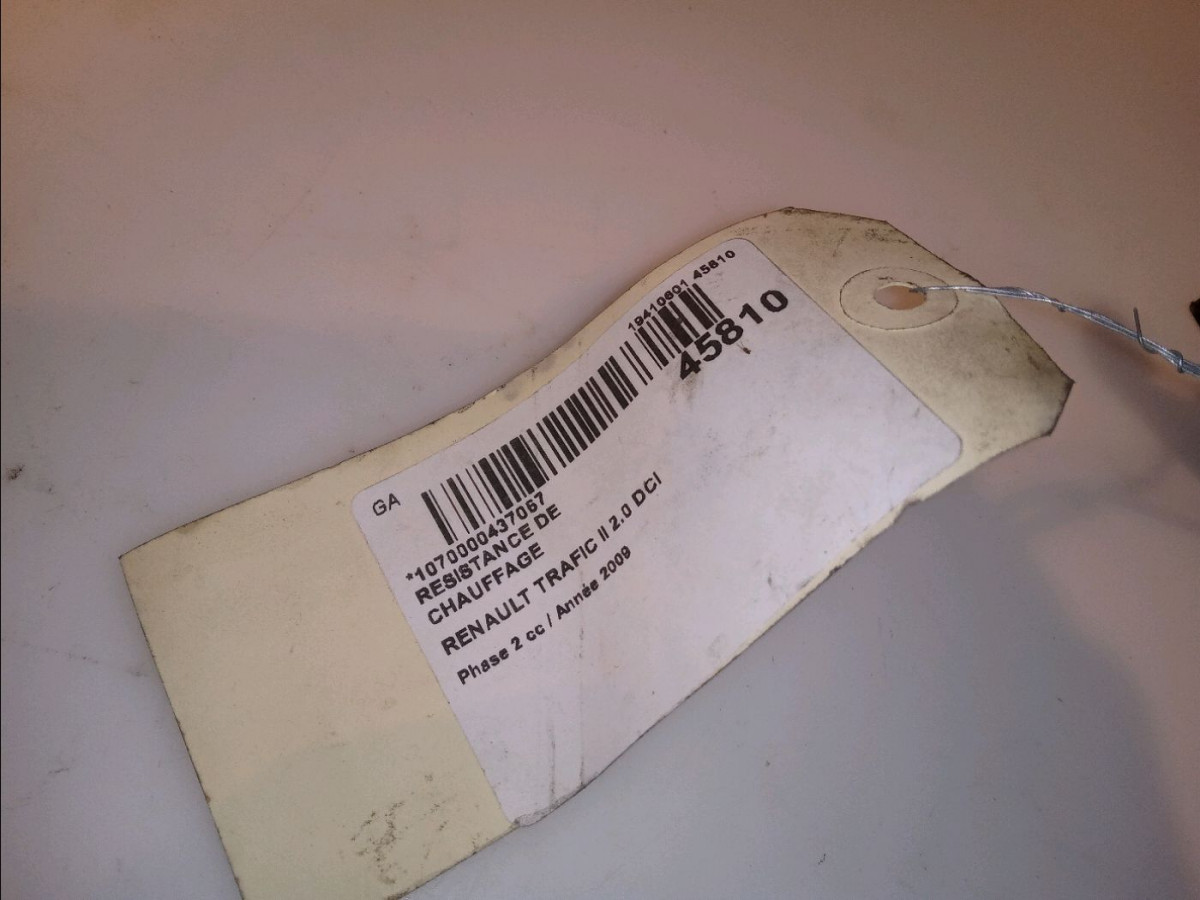 19410601 45810
45810
GA
*1070000437067
RESISTANCE DE
CHAUFFAGE
RENAULT TRAFIC II 2.0 DCI
Phase 2 cc / Année 2009